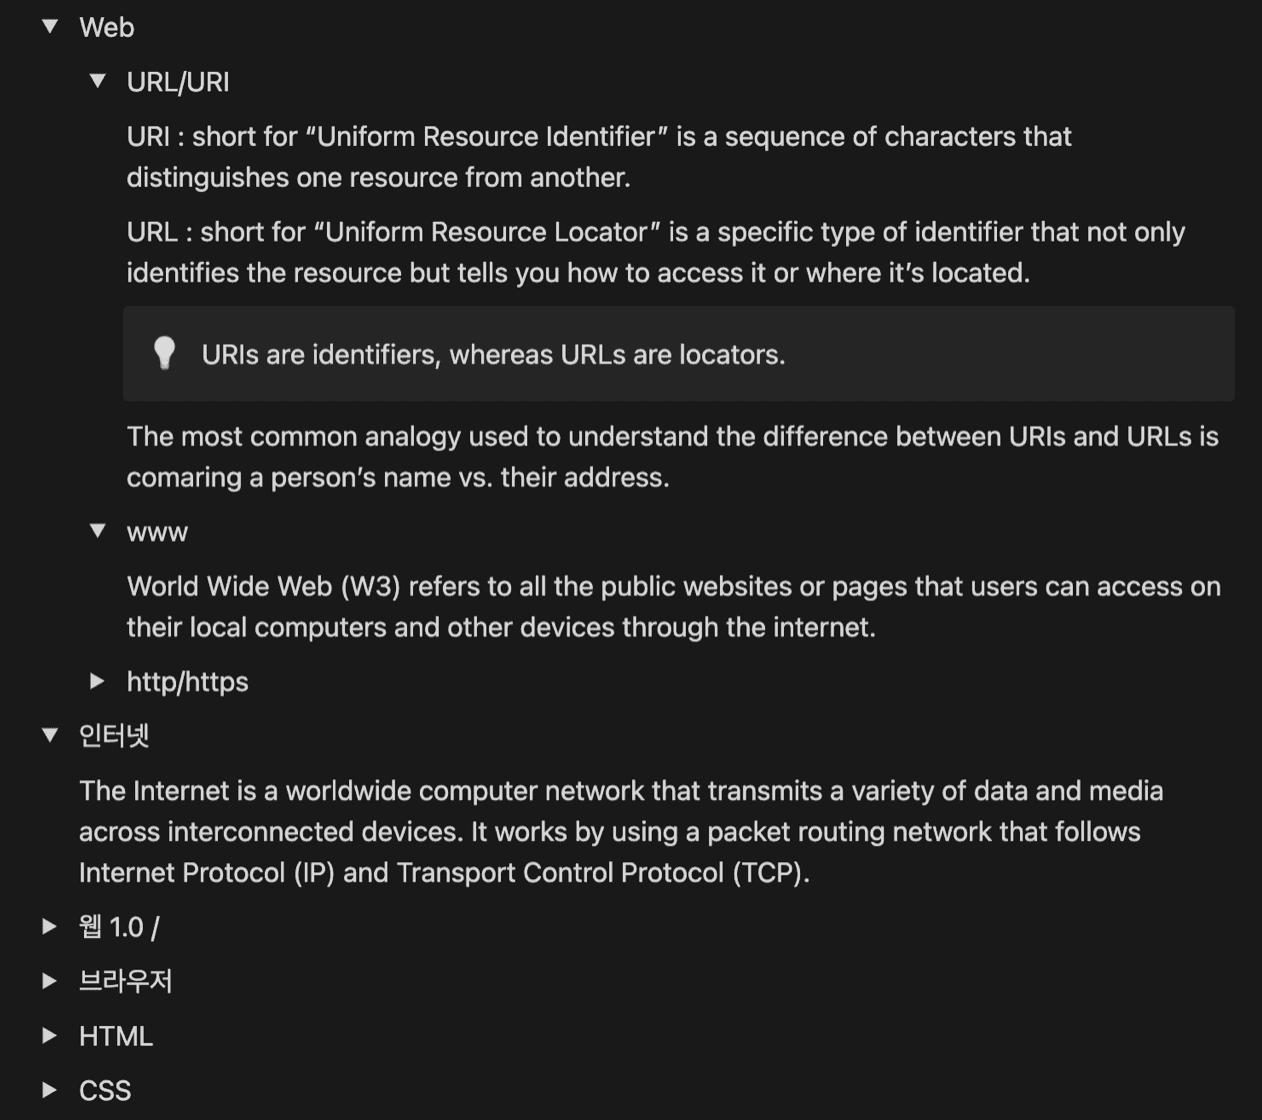 Web
URL/URI
URI : short for “Uniform Resource Identifier” is a sequence of characters that
distinguishes one resource from another.
URL : short for “Uniform Resource Locator” is a specific type of identifier that not only
identifies the resource but tells you how to access it or where it’s located.
URIs are identifiers, whereas URLs are locators.
The most common analogy used to understand the difference between URIs and URLs is
comaring a person’s name vs. their address.
www
World Wide Web (W3) refers to all the public websites or pages that users can access on
their local computers and other devices through the internet.
http/https
인터넷
The Internet is a worldwide computer network that transmits a variety of data and media
across interconnected devices. It works by using a packet routing network that follows
Internet Protocol (IP) and Transport Control Protocol (TCP).
웹 1.0 /
브라우저
HTML
CSS